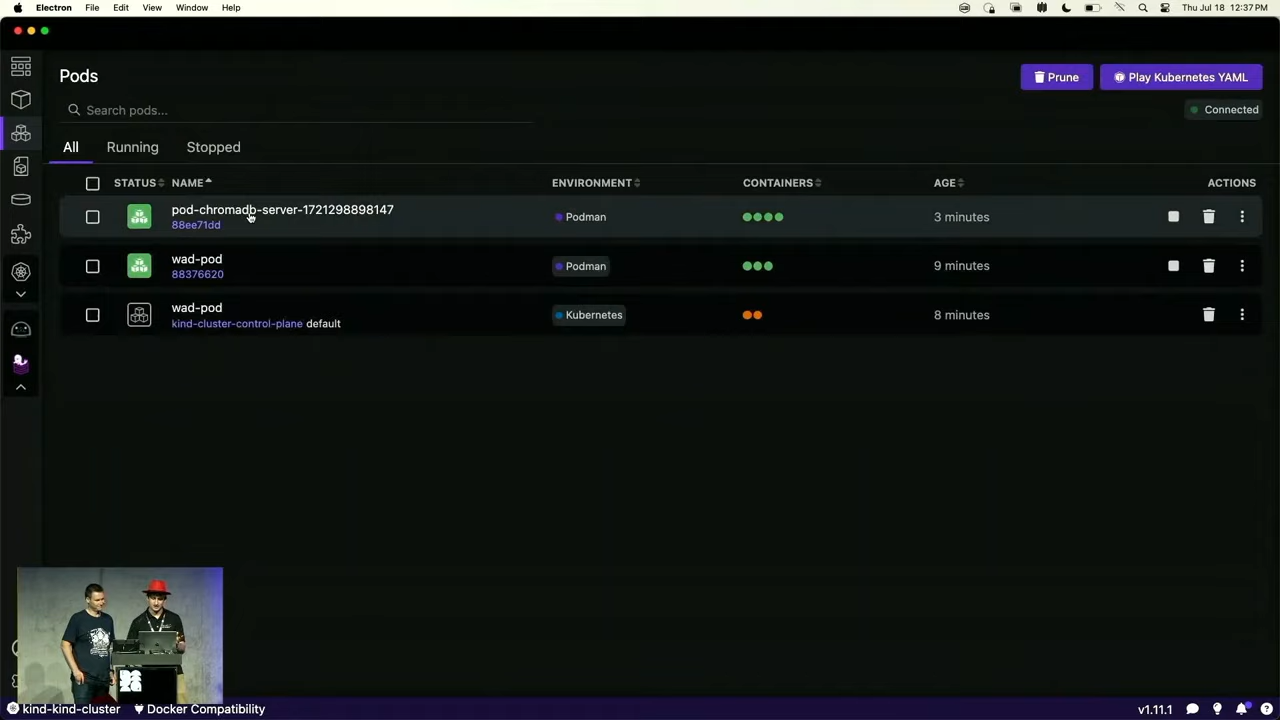 Electron File Edit View Window Help Thu Jul 18 12:37 PM
Pods
Prune Play Kubernetes YAML
Search pods...
Connected
All Running Stopped
STATUS NAME ENVIRONMENT CONTAINERS AGE ACTIONS
pod-chromadb-server-1721298898147 Podman 3 minutes
88ee71dd
wad-pod Podman 9 minutes
88376620
wad-pod Kubernetes 8 minutes
kind-cluster-control-plane default
kind-kind-cluster Docker Compatibility v1.11.1